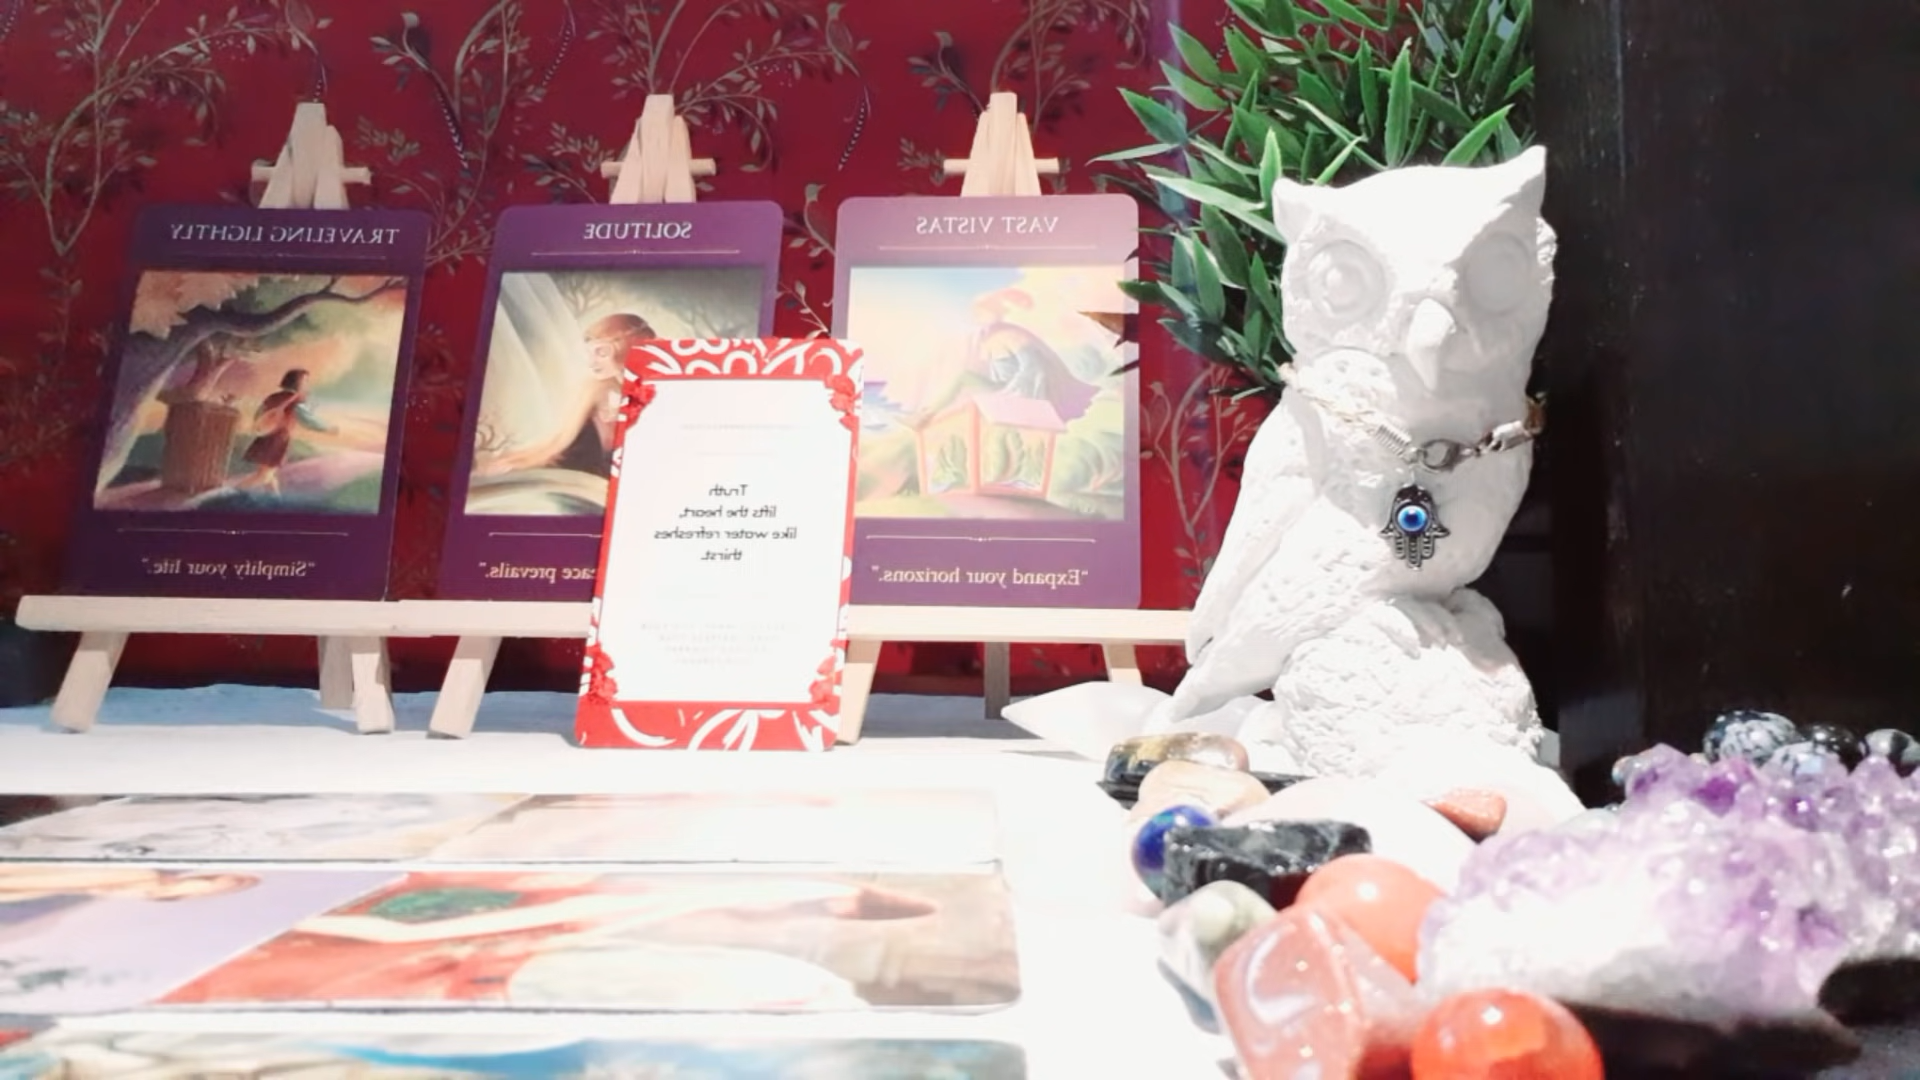 TRAVELING LIGHTLY
"Simplify your life."
SOLITUDE
ace prevails."
VAST VISTAS
"Expand your horizons."
Truth
lifts the heart,
like water refreshes
thirst.